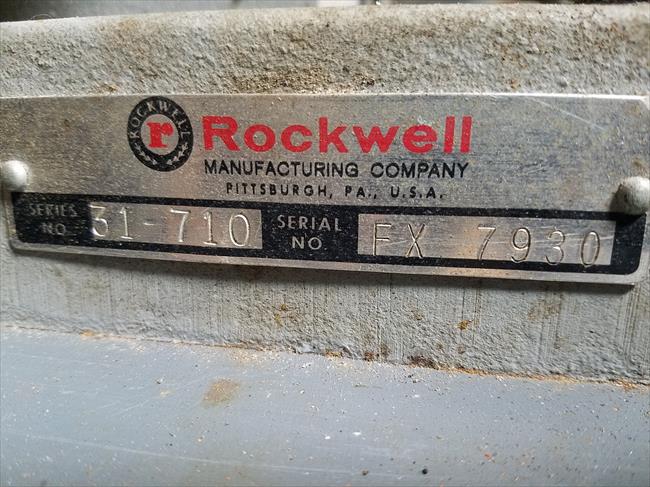 ROCKWELL
r
Rockwell
MANUFACTURING COMPANY
PITTSBURGH, PA., U.S.A.
SERIES NO 31-710 SERIAL NO FX 7930